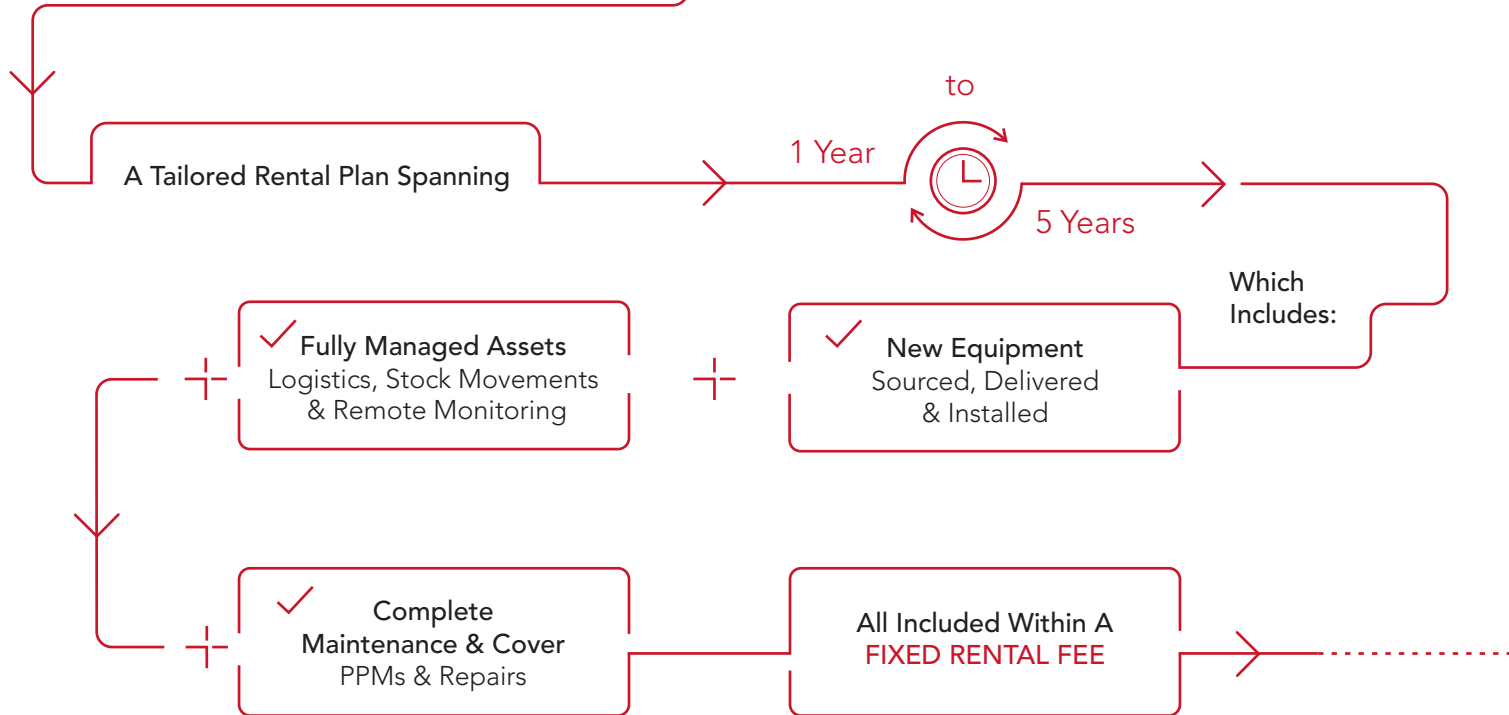 A Tailored Rental Plan Spanning
1 Year
to
5 Years
Which
Includes:
New Equipment
Sourced, Delivered
& Installed
Fully Managed Assets
Logistics, Stock Movements
& Remote Monitoring
Complete
Maintenance & Cover
PPMs & Repairs
All Included Within A
FIXED RENTAL FEE